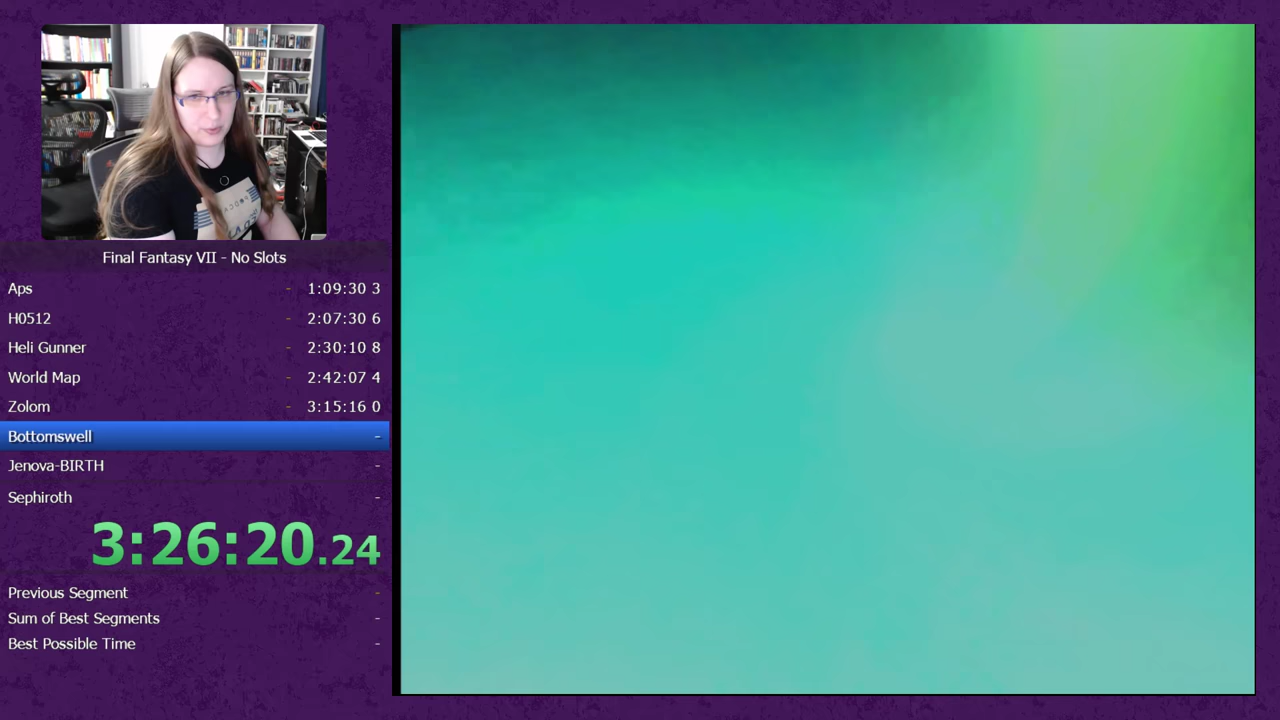 Final Fantasy VII - No Slots
Aps - 1:09:30 3
H0512 - 2:07:30 6
Heli Gunner - 2:30:10 8
World Map - 2:42:07 4
Zolom - 3:15:16 0
Bottomswell -
Jenova-BIRTH -
Sephiroth -
3:26:20.24
Previous Segment -
Sum of Best Segments -
Best Possible Time -